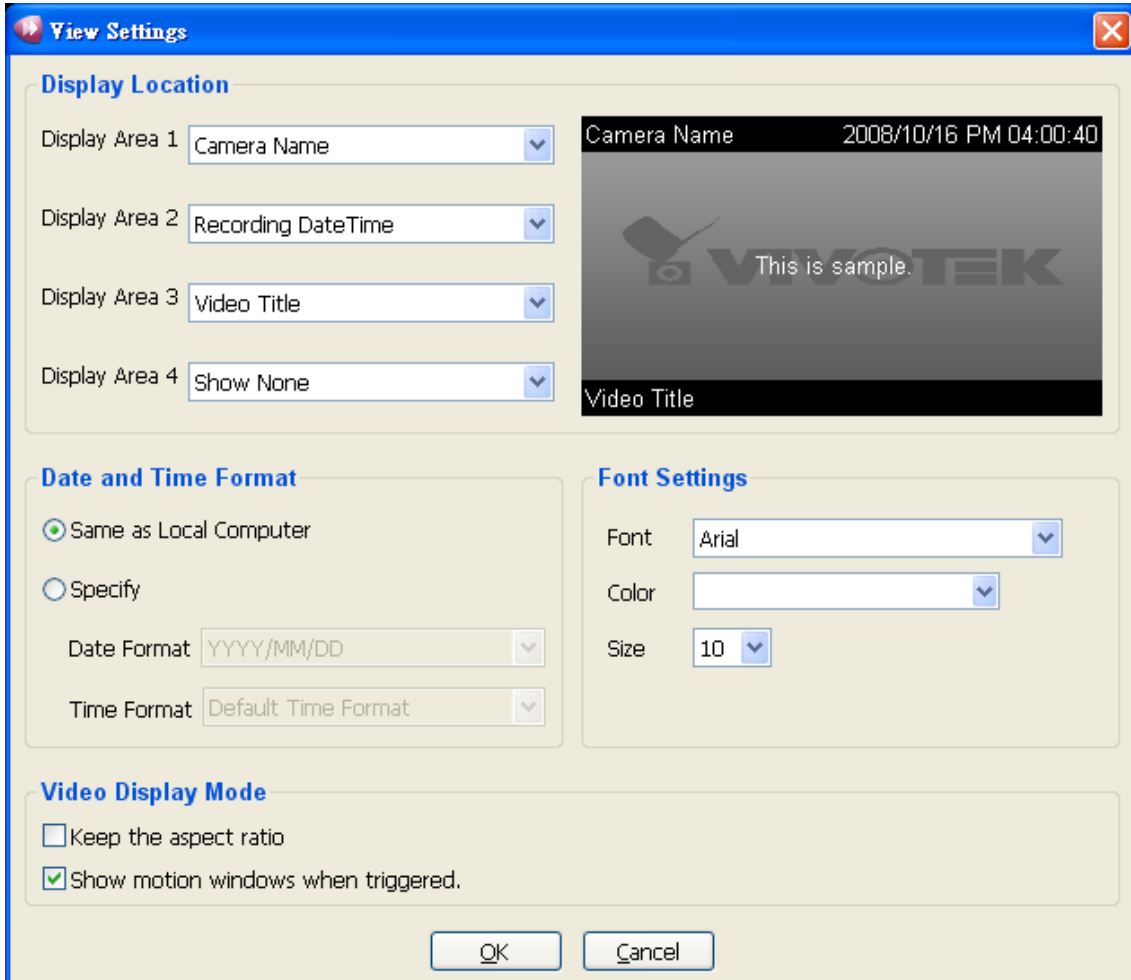 View Settings
Display Location
Display Area 1 Camera Name
Display Area 2 Recording DateTime
Display Area 3 Video Title
Display Area 4 Show None
Camera Name 2008/10/16 PM 04:00:40
VIVOTEK
This is sample.
Video Title
Date and Time Format
Same as Local Computer
Specify
Date Format YYYY/MM/DD
Time Format Default Time Format
Font Settings
Font Arial
Color
Size 10
Video Display Mode
Keep the aspect ratio
Show motion windows when triggered.
OK Cancel